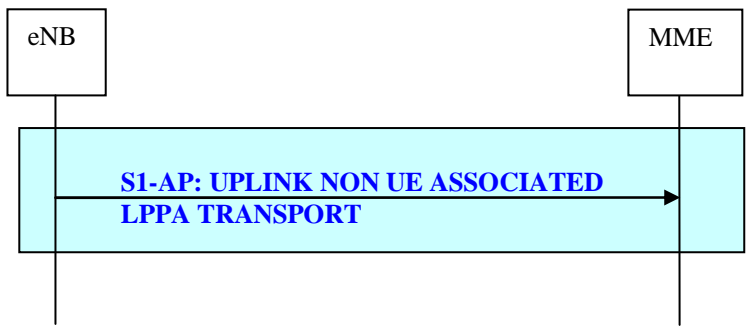 eNB
MME
S1-AP: UPLINK NON UE ASSOCIATED
LPPA TRANSPORT